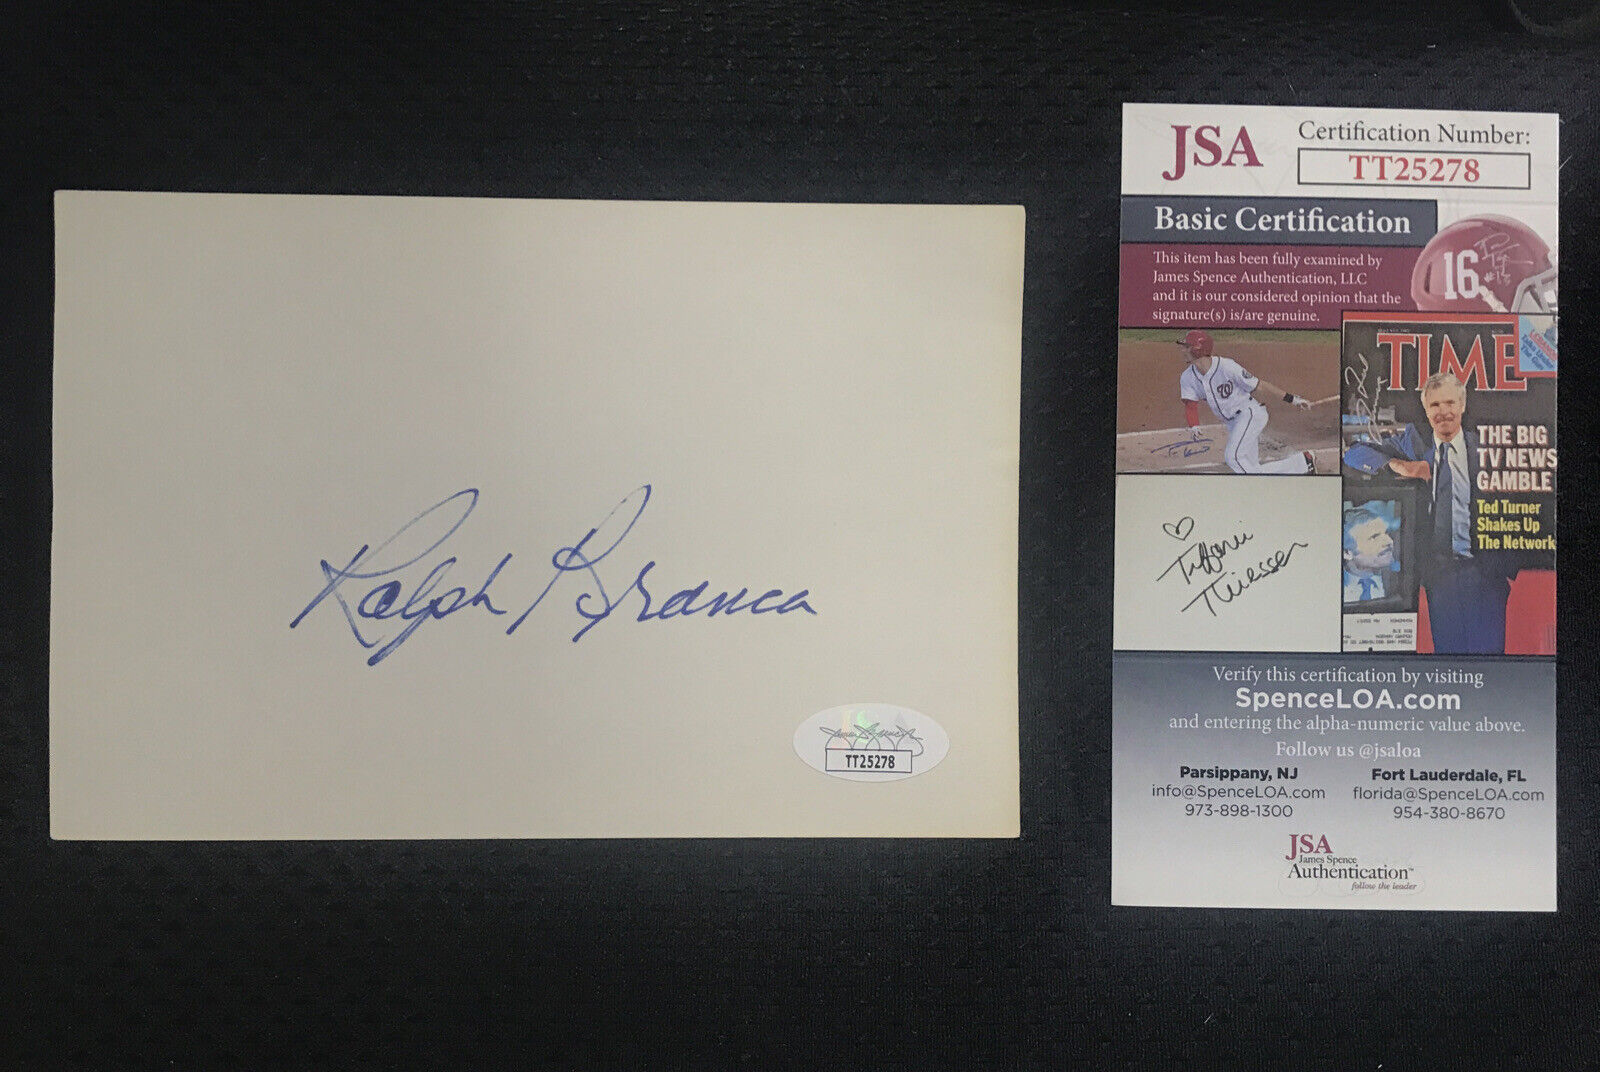 Ralph Branca
TT25278
JSA
Certification Number:
TT25278
Basic Certification
This item has been fully examined by
James Spence Authentication, LLC
and it is our considered opinion that the
signature(s) is/are genuine.
16
TIME
THE BIG
TV NEWS
GAMBLE
Ted Turner
Shakes Up
The Network
Tiffani
Thiessen
Verify this certification by visiting
SpenceLOA.com
and entering the alpha-numeric value above.
Follow us @jsaloa
Parsippany, NJ
info@SpenceLOA.com
973-898-1300
Fort Lauderdale, FL
florida@SpenceLOA.com
954-380-8670
JSA
James Spence
Authentication™
follow the leader